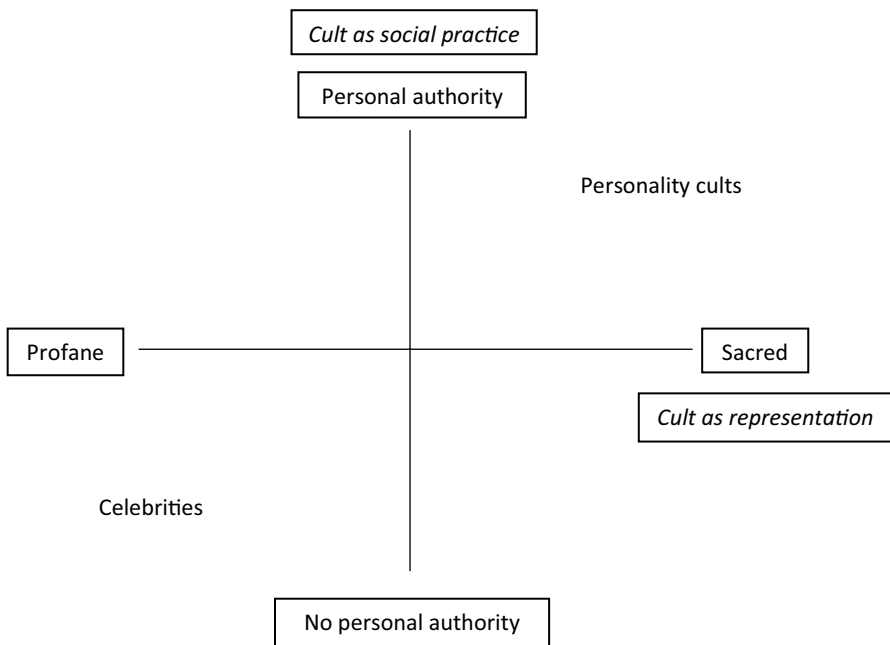 Cult as social practice
Personal authority
Personality cults
Profane
Sacred
Cult as representation
Celebrities
No personal authority